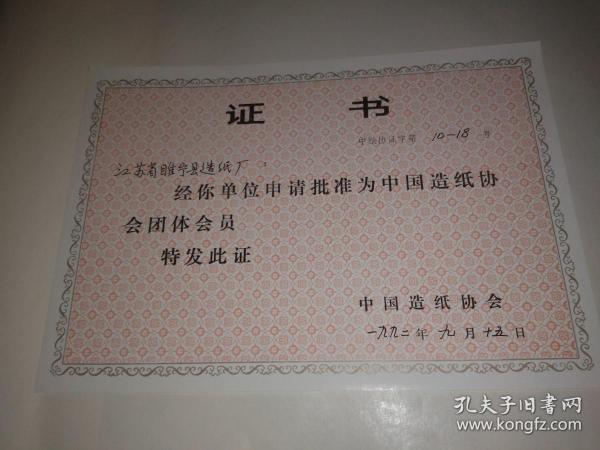 证 书
中纸协证字第 10-18 号
江苏省睢宁县造纸厂：
经你单位申请批准为中国造纸协
会团体会员
特发此证
中国造纸协会
一九九二年九月十五日
孔夫子旧书网
www.kongfz.com